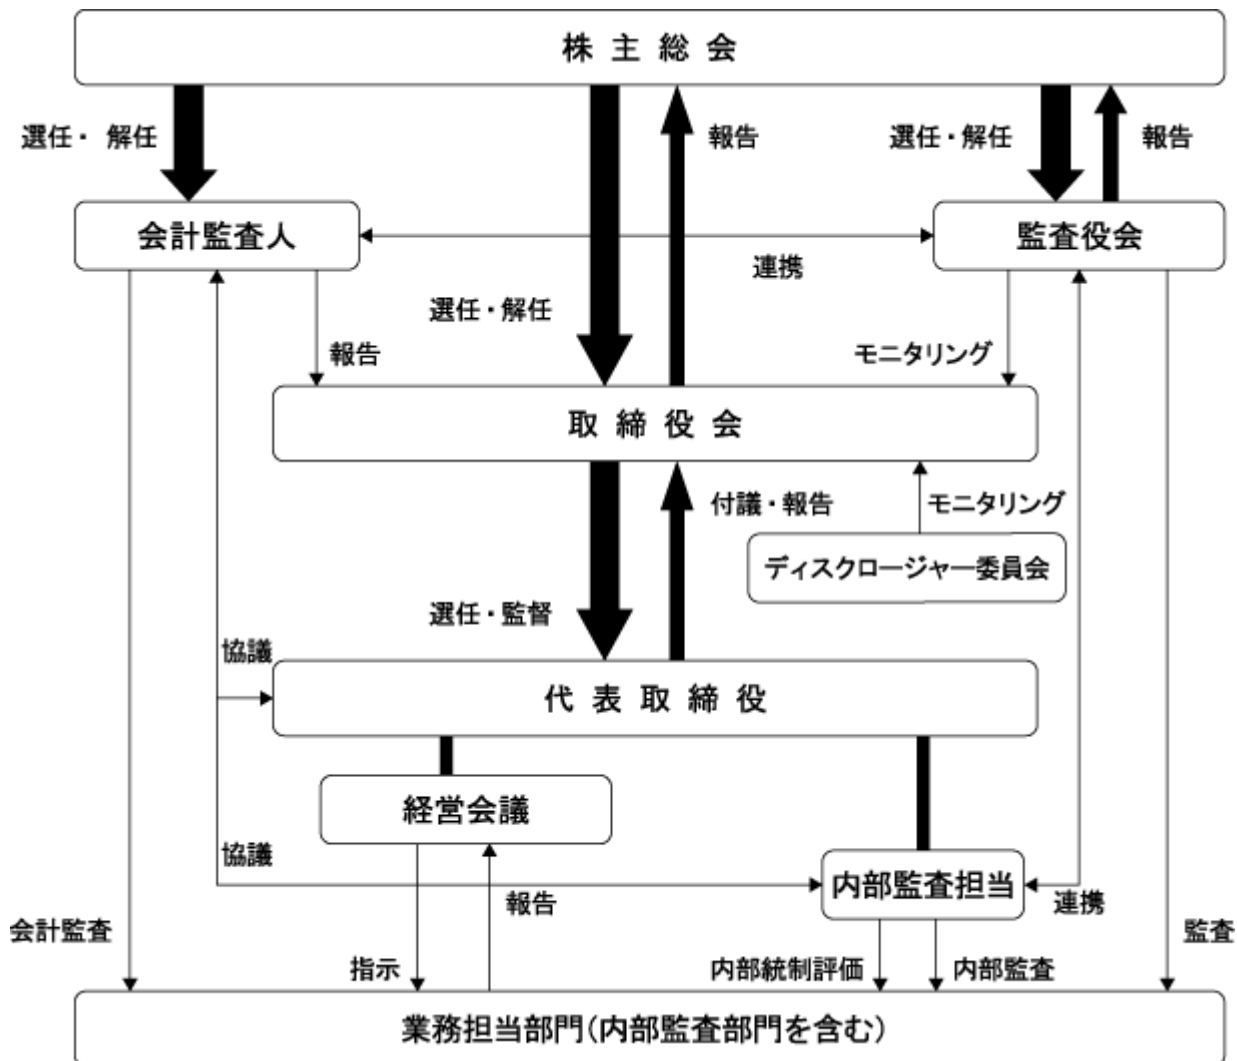 株主総会
選任・解任
報告
選任・解任
報告
会計監査人
監査役会
連携
選任・解任
報告
モニタリング
取締役会
付議・報告
モニタリング
ディスクロージャー委員会
選任・監督
協議
代表取締役
経営会議
協議
内部監査担当
報告
連携
会計監査
監査
指示
内部統制評価
内部監査
業務担当部門(内部監査部門を含む)